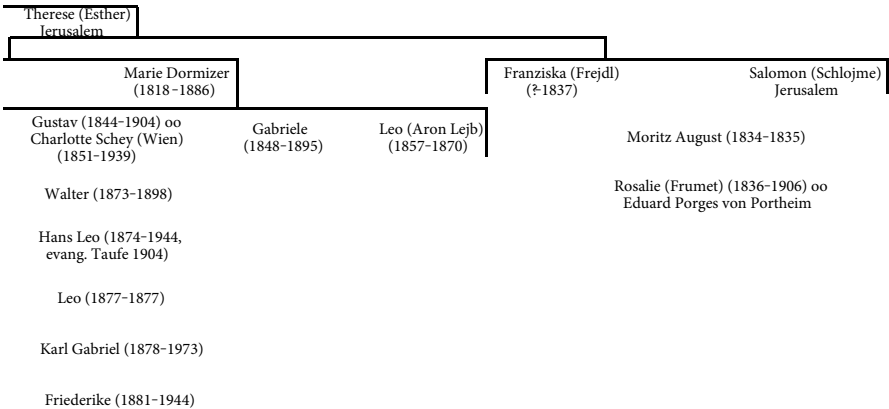 Therese (Esther)
Jerusalem
Marie Dormizer
(1818-1886)
Franziska (Frejdl)
(?-1837)
Salomon (Schlojme)
Jerusalem
Gustav (1844-1904) oo
Charlotte Schey (Wien)
(1851-1939)
Gabriele
(1848-1895)
Leo (Aron Lejb)
(1857-1870)
Moritz August (1834-1835)
Walter (1873-1898)
Rosalie (Frumet) (1836-1906) oo
Eduard Porges von Portheim
Hans Leo (1874-1944,
evang. Taufe 1904)
Leo (1877-1877)
Karl Gabriel (1878-1973)
Friederike (1881-1944)